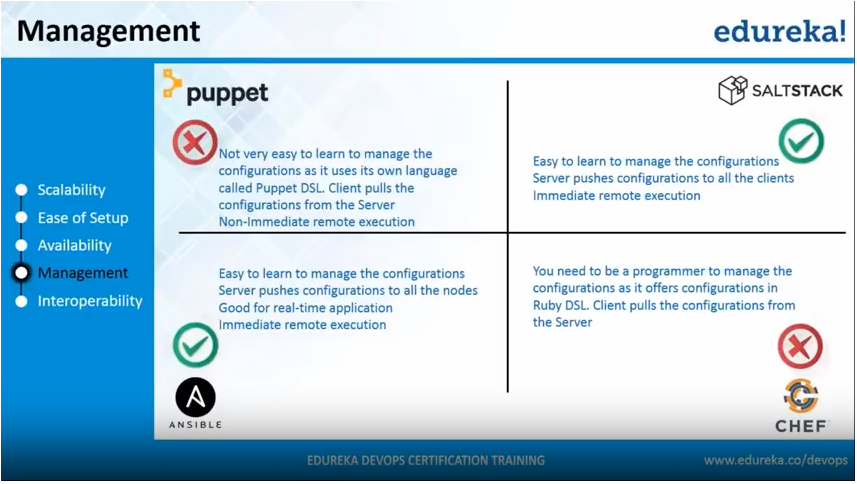 Management
edureka!
puppet
SALTSTACK
Not very easy to learn to manage the
configurations as it uses its own language
called Puppet DSL. Client pulls the
configurations from the Server
Non-Immediate remote execution
Easy to learn to manage the configurations
Server pushes configurations to all the clients
Immediate remote execution
Scalability
Ease of Setup
Availability
Management
Interoperability
Easy to learn to manage the configurations
Server pushes configurations to all the nodes
Good for real-time application
Immediate remote execution
You need to be a programmer to manage the
configurations as it offers configurations in
Ruby DSL. Client pulls the configurations from
the Server
A
ANSIBLE
CHEF
EDUREKA DEVOPS CERTIFICATION TRAINING
www.edureka.co/devops